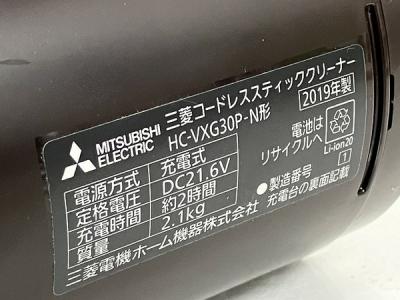 MITSUBISHI
ELECTRIC
三菱コードレススティッククリーナー
HC-VXG30P-N形
2019年製
電源方式 充電式
定格電圧 DC21.6V
充電時間 約2時間
質量 2.1kg
三菱電機ホーム機器株式会社
電池は
リサイクルへ
Li-ion20
1
●製造番号
充電台の裏面記載